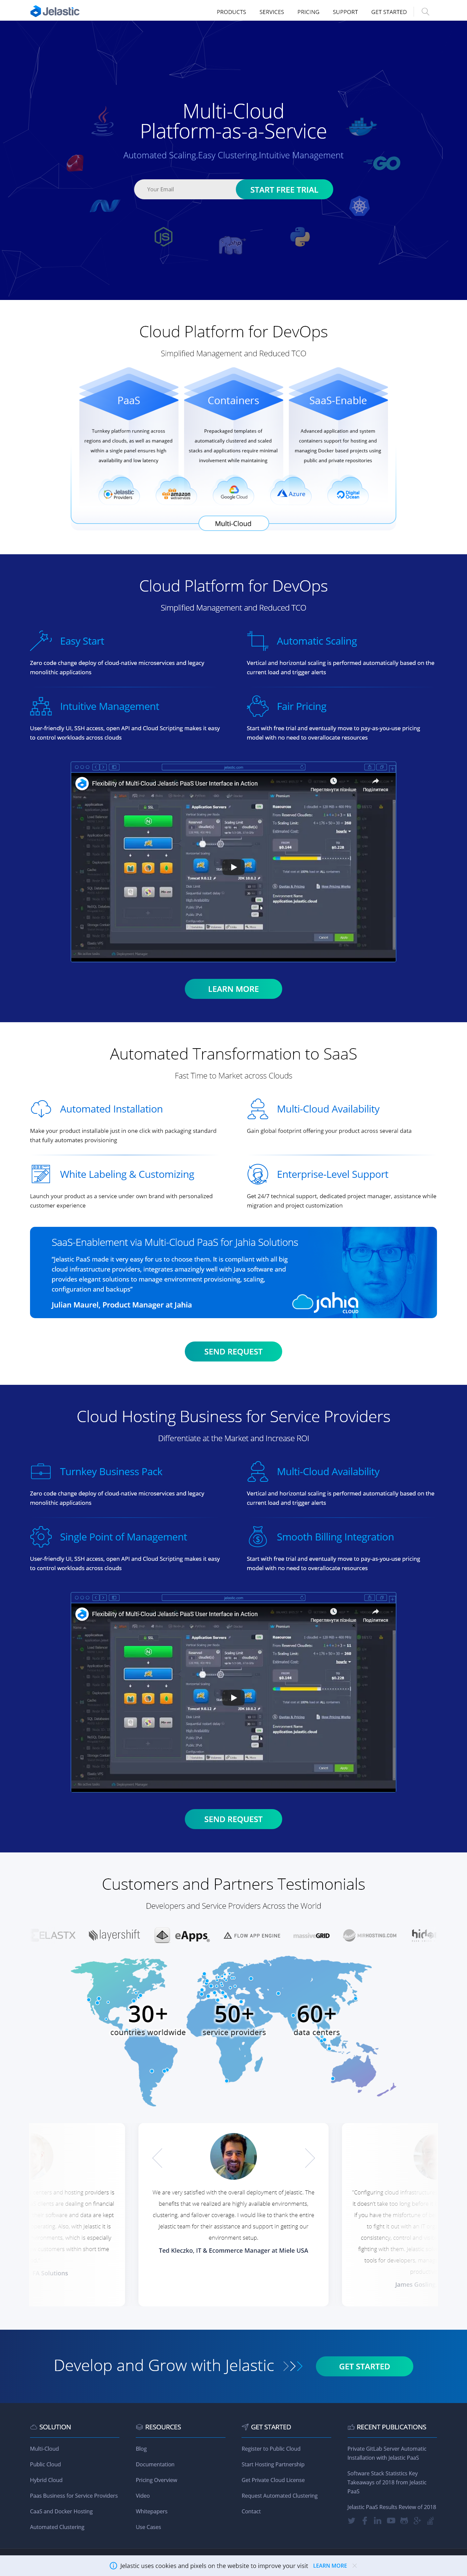 Jelastic
PRODUCTS SERVICES PRICING SUPPORT GET STARTED
Multi-Cloud
Platform-as-a-Service
Automated Scaling.Easy Clustering.Intuitive Management
Your Email START FREE TRIAL
Cloud Platform for DevOps
Simplified Management and Reduced TCO
PaaS
Turnkey platform running across
regions and clouds, as well as managed
within a single panel ensures high
availability and low latency
Containers
Prepackaged templates of
automatically clustered and scaled
stacks and applications require minimal
involvement while maintaining
SaaS-Enable
Advanced application and system
containers support for hosting and
managing Docker based projects using
public and private repositories
Jelastic
Providers
amazon
webservices
Google Cloud
Azure
Digital
Ocean
Multi-Cloud
Cloud Platform for DevOps
Simplified Management and Reduced TCO
Easy Start
Zero code change deploy of cloud-native microservices and legacy
monolithic applications
Automatic Scaling
Vertical and horizontal scaling is performed automatically based on the
current load and trigger alerts
Intuitive Management
User-friendly UI, SSH access, open API and Cloud Scripting makes it easy
to control workloads across clouds
Fair Pricing
Start with free trial and eventually move to pay-as-you-use pricing
model with no need to overallocate resources
jelastic.com
Flexibility of Multi-Cloud Jelastic PaaS User Interface in Action
Переглянути пізніше Поділитися
Application Servers
LEARN MORE
Automated Transformation to SaaS
Fast Time to Market across Clouds
Automated Installation
Make your product installable just in one click with packaging standard
that fully automates provisioning
Multi-Cloud Availability
Gain global footprint offering your product across several data
White Labeling & Customizing
Launch your product as a service under own brand with personalized
customer experience
Enterprise-Level Support
Get 24/7 technical support, dedicated project manager, assistance while
migration and project customization
SaaS-Enablement via Multi-Cloud PaaS for Jahia Solutions
"Jelastic PaaS made it very easy for us to choose them. It is compliant with all big
cloud infrastructure providers, integrates amazingly well with Java software and
provides elegant solutions to manage environment provisioning, scaling,
configuration and backups"
Julian Maurel, Product Manager at Jahia
jahia
CLOUD
SEND REQUEST
Cloud Hosting Business for Service Providers
Differentiate at the Market and Increase ROI
Turnkey Business Pack
Zero code change deploy of cloud-native microservices and legacy
monolithic applications
Multi-Cloud Availability
Vertical and horizontal scaling is performed automatically based on the
current load and trigger alerts
Single Point of Management
User-friendly UI, SSH access, open API and Cloud Scripting makes it easy
to control workloads across clouds
Smooth Billing Integration
Start with free trial and eventually move to pay-as-you-use pricing
model with no need to overallocate resources
jelastic.com
Flexibility of Multi-Cloud Jelastic PaaS User Interface in Action
Переглянути пізніше Поділитися
Application Servers
SEND REQUEST
Customers and Partners Testimonials
Developers and Service Providers Across the World
ELASTX layershift eApps FLOW APP ENGINE massiveGRID HIHOSTING.COM
30+
countries worldwide
50+
service providers
60+
data centers
We are very satisfied with the overall deployment of Jelastic. The
benefits that we realized are highly available environments,
clustering, and failover coverage. I would like to thank the entire
Jelastic team for their assistance and support in getting our
environment setup.
Ted Kleczko, IT & Ecommerce Manager at Miele USA
Develop and Grow with Jelastic GET STARTED
SOLUTION
Multi-Cloud
Public Cloud
Hybrid Cloud
Paas Business for Service Providers
CaaS and Docker Hosting
Automated Clustering
RESOURCES
Blog
Documentation
Pricing Overview
Video
Whitepapers
Use Cases
GET STARTED
Register to Public Cloud
Start Hosting Partnership
Get Private Cloud License
Request Automated Clustering
Contact
RECENT PUBLICATIONS
Private GitLab Server Automatic
Installation with Jelastic PaaS
Software Stack Statistics Key
Takeaways of 2018 from Jelastic
PaaS
Jelastic PaaS Results Review of 2018
Jelastic uses cookies and pixels on the website to improve your visit LEARN MORE